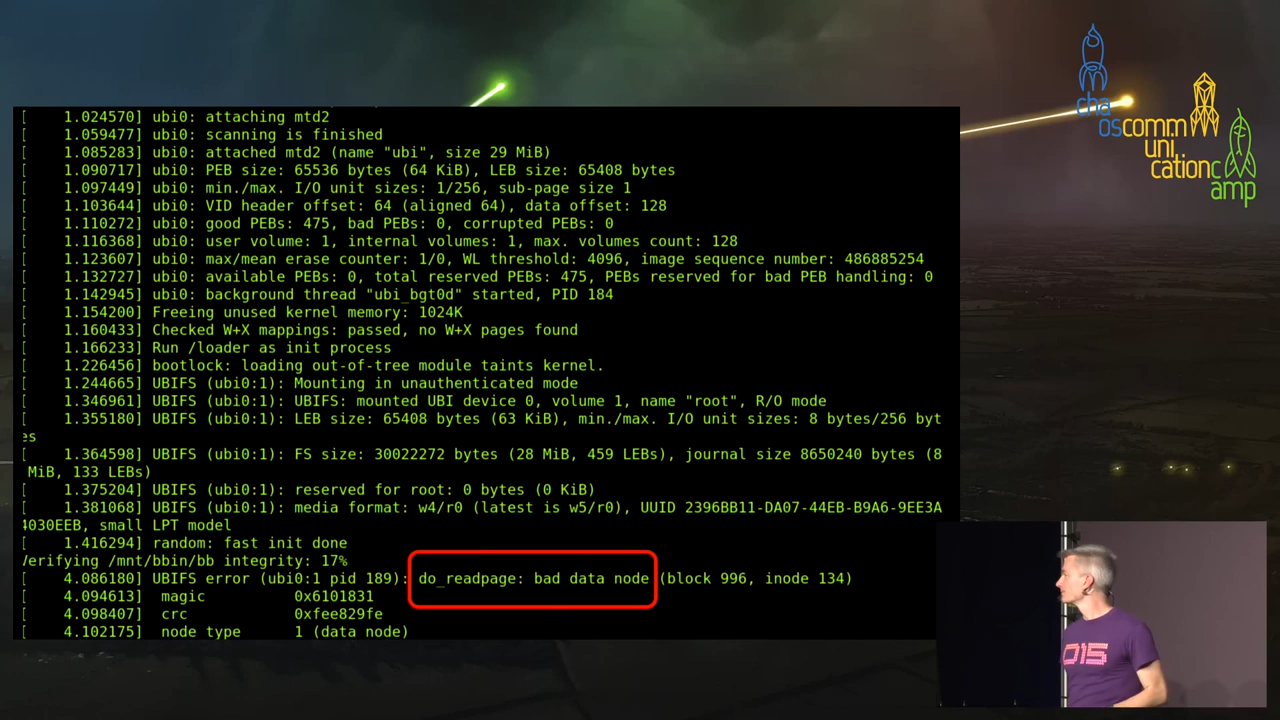 [ 1.024570] ubi0: attaching mtd2
[ 1.059477] ubi0: scanning is finished
[ 1.085283] ubi0: attached mtd2 (name "ubi", size 29 MiB)
[ 1.090717] ubi0: PEB size: 65536 bytes (64 KiB), LEB size: 65408 bytes
[ 1.097449] ubi0: min./max. I/O unit sizes: 1/256, sub-page size 1
[ 1.103644] ubi0: VID header offset: 64 (aligned 64), data offset: 128
[ 1.110272] ubi0: good PEBs: 475, bad PEBs: 0, corrupted PEBs: 0
[ 1.116368] ubi0: user volume: 1, internal volumes: 1, max. volumes count: 128
[ 1.123607] ubi0: max/mean erase counter: 1/0, WL threshold: 4096, image sequence number: 486885254
[ 1.132727] ubi0: available PEBs: 0, total reserved PEBs: 475, PEBs reserved for bad PEB handling: 0
[ 1.142945] ubi0: background thread "ubi_bgt0d" started, PID 184
[ 1.154200] Freeing unused kernel memory: 1024K
[ 1.160433] Checked W+X mappings: passed, no W+X pages found
[ 1.166233] Run /loader as init process
[ 1.226456] bootlock: loading out-of-tree module taints kernel.
[ 1.244665] UBIFS (ubi0:1): Mounting in unauthenticated mode
[ 1.346961] UBIFS (ubi0:1): UBIFS: mounted UBI device 0, volume 1, name "root", R/O mode
[ 1.355180] UBIFS (ubi0:1): LEB size: 65408 bytes (63 KiB), min./max. I/O unit sizes: 8 bytes/256 byt
es
[ 1.364598] UBIFS (ubi0:1): FS size: 30022272 bytes (28 MiB, 459 LEBs), journal size 8650240 bytes (8
MiB, 133 LEBs)
[ 1.375204] UBIFS (ubi0:1): reserved for root: 0 bytes (0 KiB)
[ 1.381068] UBIFS (ubi0:1): media format: w4/r0 (latest is w5/r0), UUID 2396BB11-DA07-44EB-B9A6-9EE3A
4030EEB, small LPT model
[ 1.416294] random: fast init done
Verifying /mnt/bbin/bb integrity: 17%
[ 4.086180] UBIFS error (ubi0:1 pid 189): do_readpage: bad data node (block 996, inode 134)
[ 4.094613] magic 0x6101831
[ 4.098407] crc 0xfee829fe
[ 4.102175] node type 1 (data node)
cha
oscomm
uni
cationc
amp
015